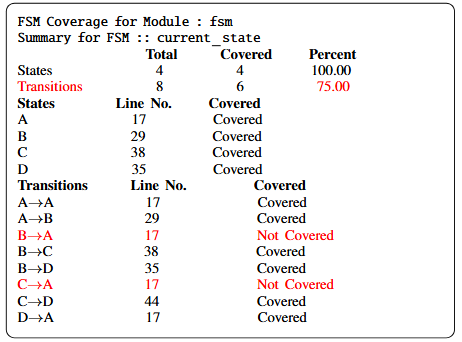 FSM Coverage for Module : fsm
Summary for FSM :: current_state
Total Covered Percent
States 4 4 100.00
Transitions 8 6 75.00
States Line No. Covered
A 17 Covered
B 29 Covered
C 38 Covered
D 35 Covered
Transitions Line No. Covered
A→A 17 Covered
A→B 29 Covered
B→A 17 Not Covered
B→C 38 Covered
B→D 35 Covered
C→A 17 Not Covered
C→D 44 Covered
D→A 17 Covered